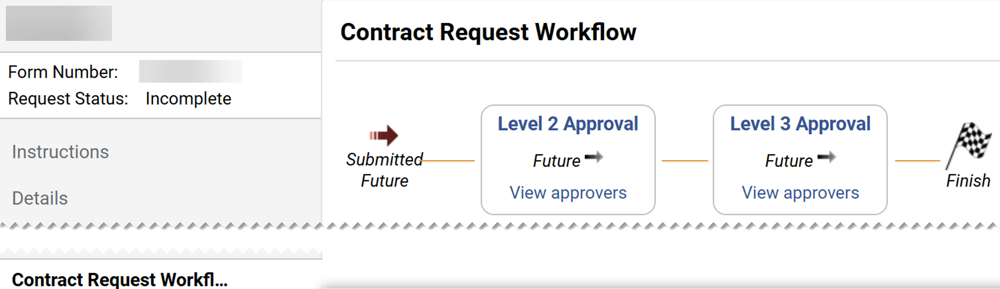 Form Number:
Request Status: Incomplete
Instructions
Details
Contract Request Workfl...
Contract Request Workflow
Submitted
Future
Level 2 Approval
Future
View approvers
Level 3 Approval
Future
View approvers
Finish